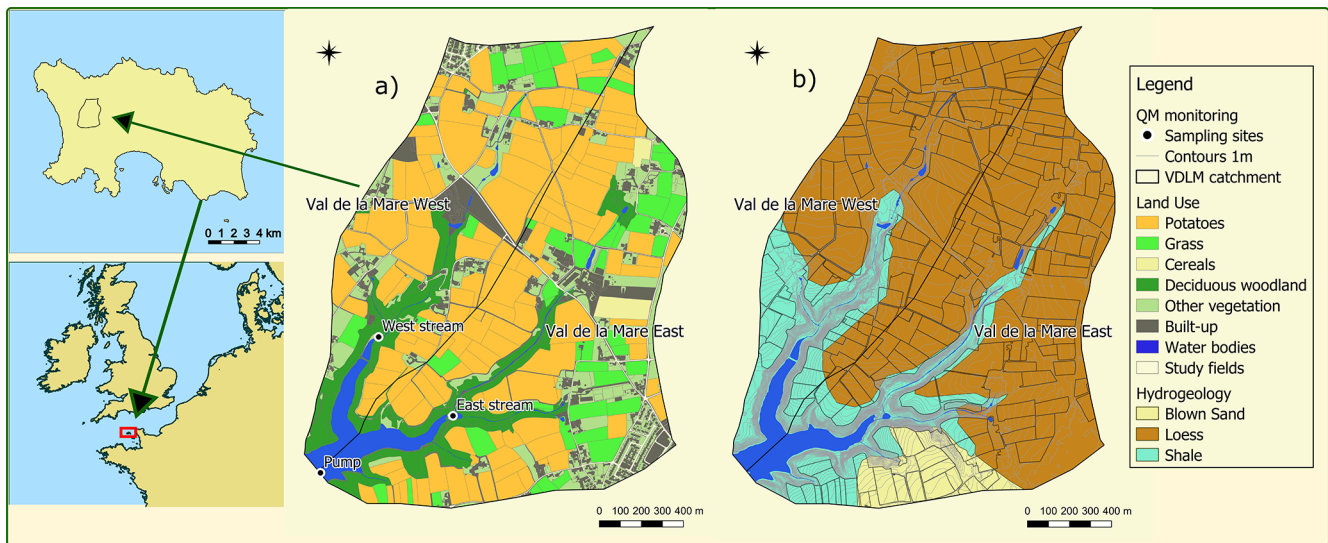 0 1 2 3 4 km
a)
Val de la Mare West
Val de la Mare East
West stream
East stream
Pump
0 100 200 300 400 m
b)
Val de la Mare West
Val de la Mare East
0 100 200 300 400 m
Legend
QM monitoring
Sampling sites
Contours 1m
VDLM catchment
Land Use
Potatoes
Grass
Cereals
Deciduous woodland
Other vegetation
Built-up
Water bodies
Study fields
Hydrogeology
Blown Sand
Loess
Shale